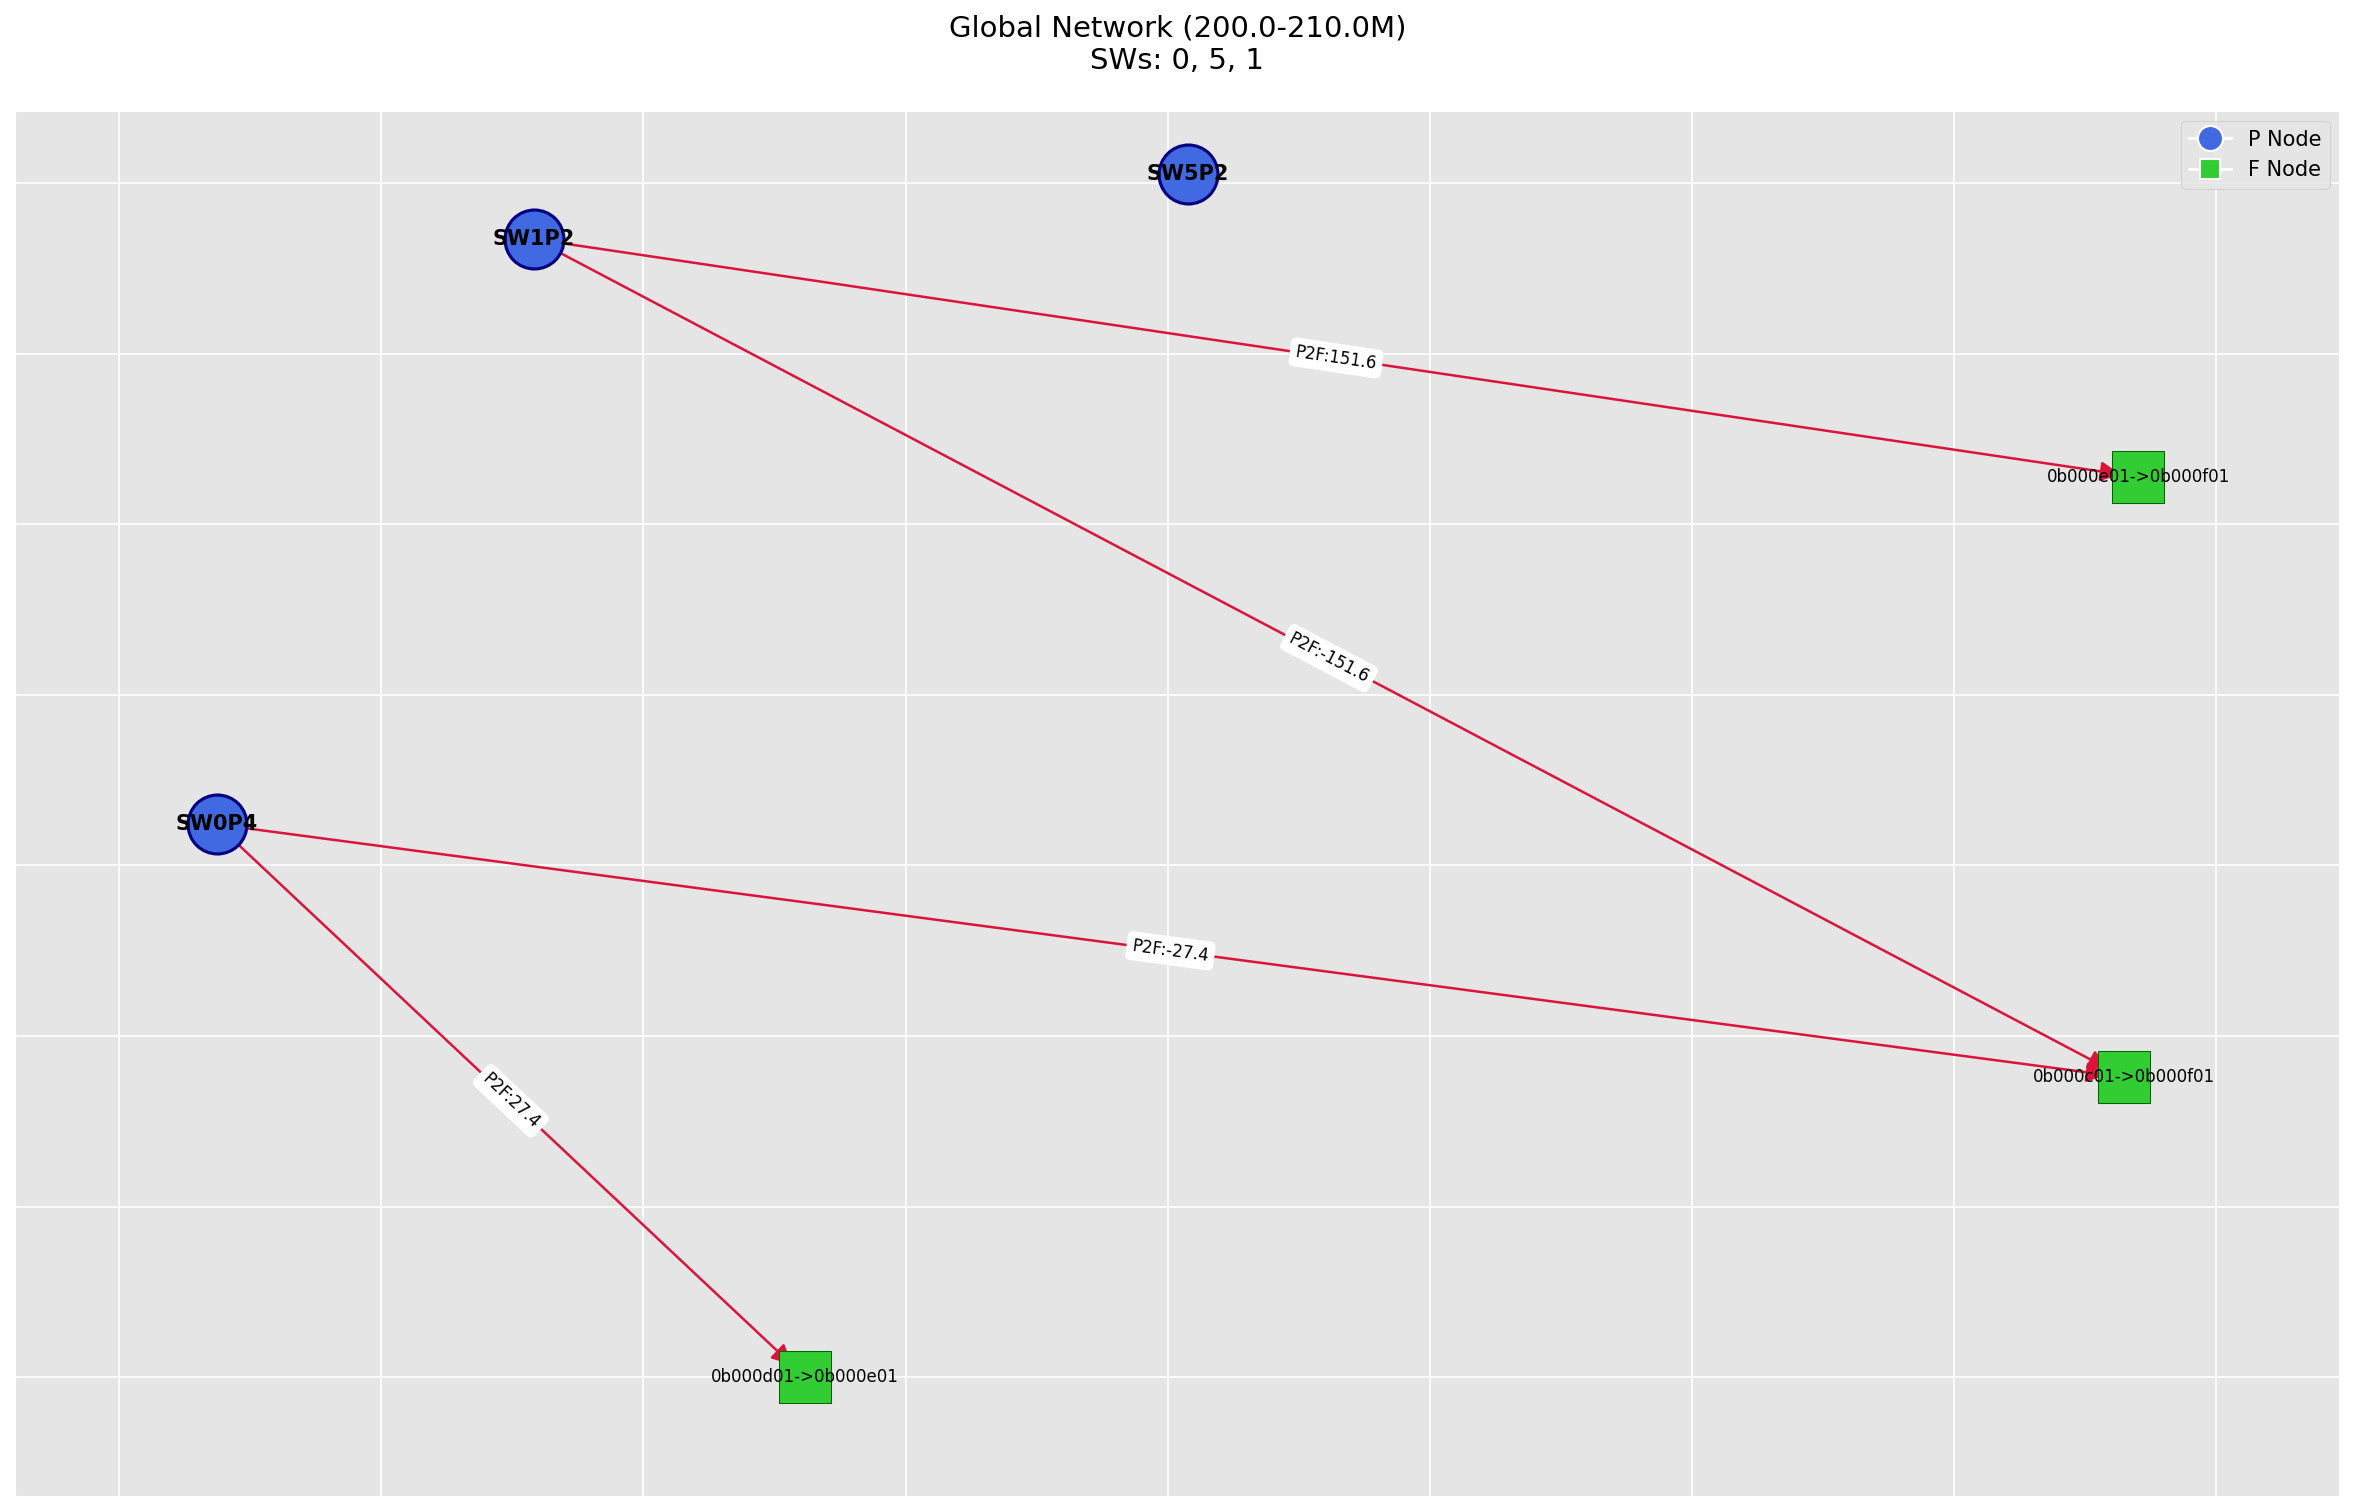 Global Network (200.0-210.0M)
SWs: 0, 5, 1
P Node
F Node
SW5P2
SW1P2
P2F:151.6
0b000e01->0b000f01
P2F:-151.6
SW0P4
P2F:-27.4
0b000c01->0b000f01
P2F:27.4
0b000d01->0b000e01